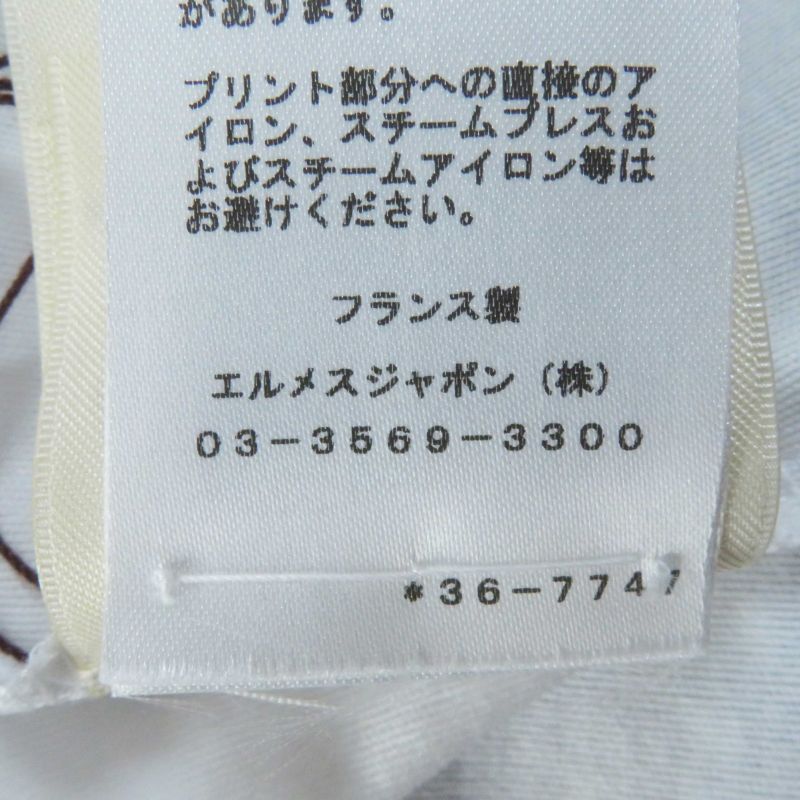 があります。
プリント部分への直接のア
イロン、スチームプレスお
よびスチームアイロン等は
お避けください。
フランス製
エルメスジャポン（株）
03-3569-3300
*36-7747